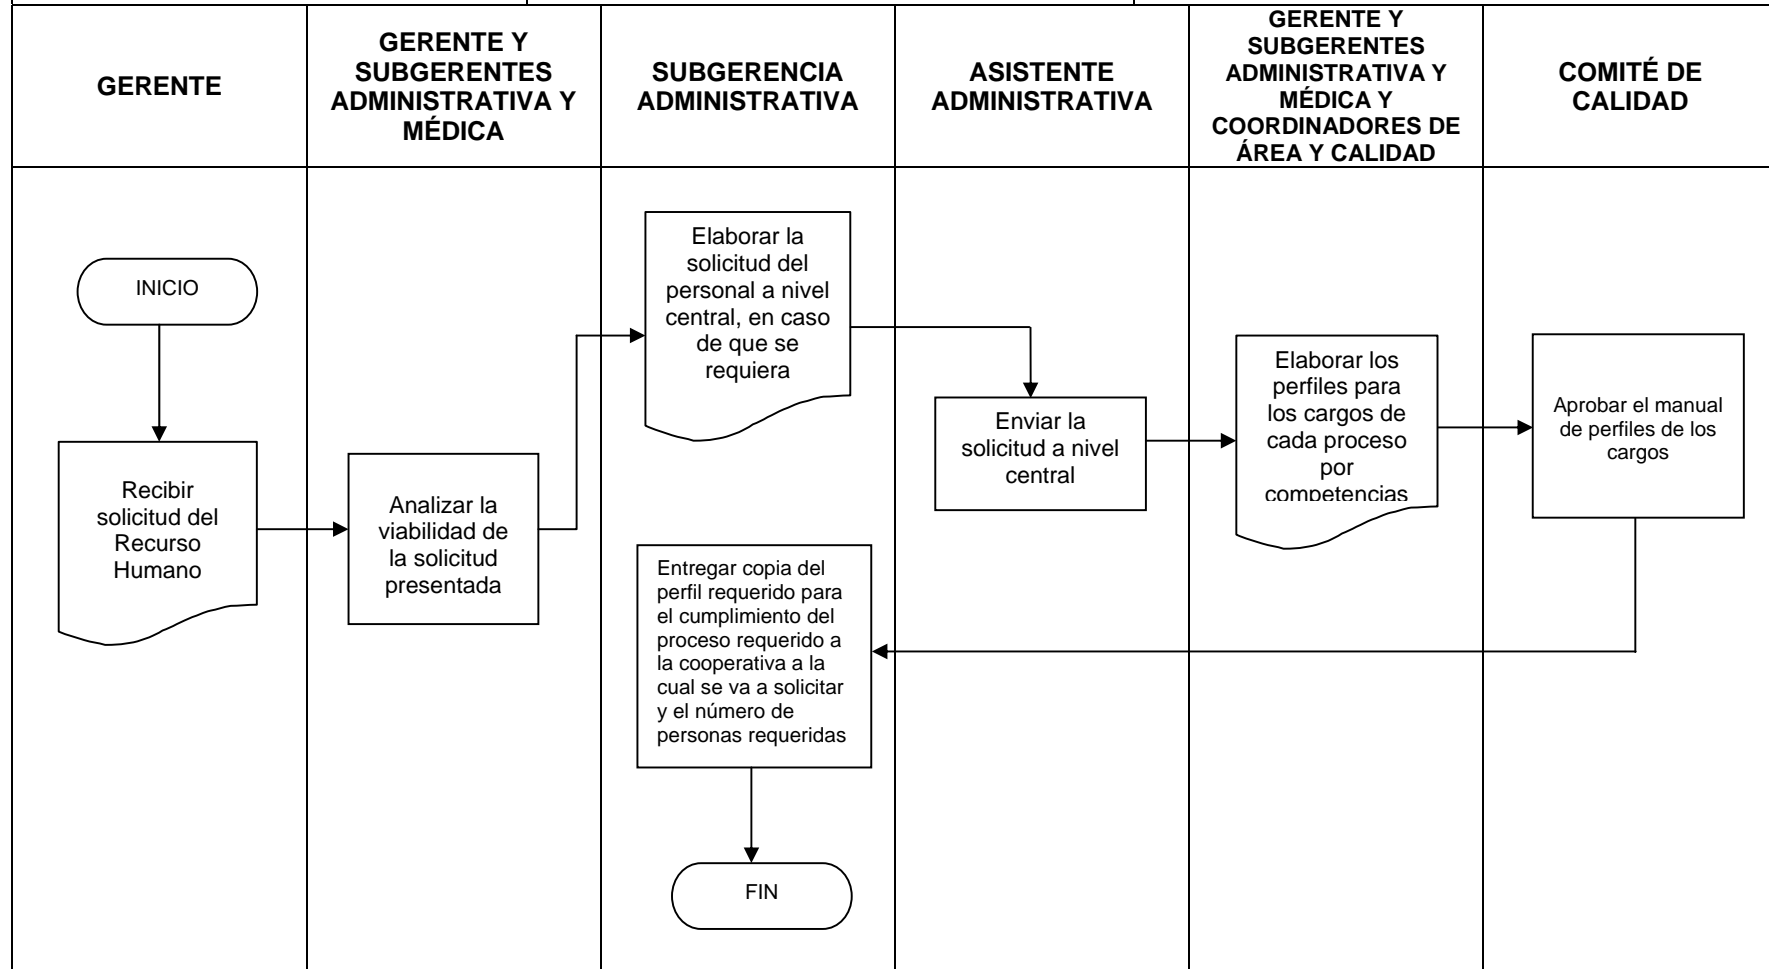 GERENTE
GERENTE Y
SUBGERENTES
ADMINISTRATIVA Y
MÉDICA
SUBGERENCIA
ADMINISTRATIVA
ASISTENTE
ADMINISTRATIVA
GERENTE Y
SUBGERENTES
ADMINISTRATIVA Y
MÉDICA Y
COORDINADORES DE
ÁREA Y CALIDAD
COMITÉ DE
CALIDAD
INICIO
Recibir
solicitud del
Recurso
Humano
Analizar la
viabilidad de
la solicitud
presentada
Elaborar la
solicitud del
personal a nivel
central, en caso
de que se
requiera
Enviar la
solicitud a nivel
central
Elaborar los
perfiles para
los cargos de
cada proceso
por
competencias
Aprobar el manual
de perfiles de los
cargos
Entregar copia del
perfil requerido para
el cumplimiento del
proceso requerido a
la cooperativa a la
cual se va a solicitar
y el número de
personas requeridas
FIN